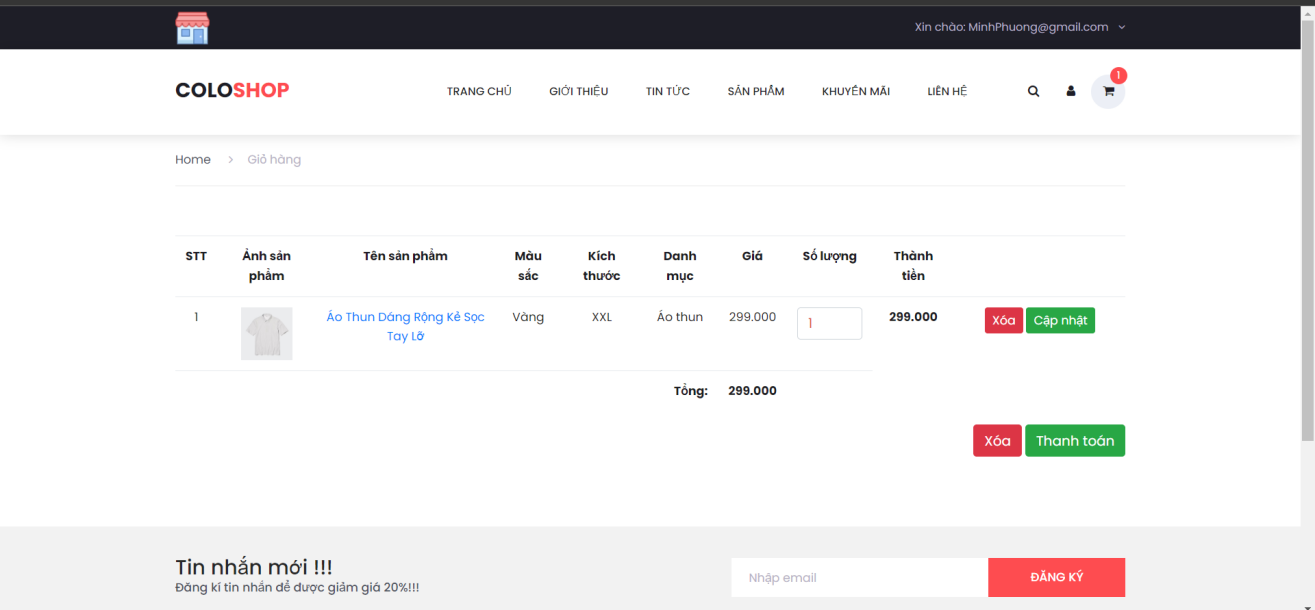 Xin chào: MinhPhuong@gmail.com
COLOSHOP
TRANG CHỦ GIỚI THIỆU TIN TỨC SẢN PHẨM KHUYẾN MÃI LIÊN HỆ 1
Home > Giỏ hàng
STT Ảnh sản phẩm Tên sản phẩm Màu sắc Kích thước Danh mục Giá Số lượng Thành tiền
1 Áo Thun Dáng Rộng Kẻ Sọc Tay Lỡ Vàng XXL Áo thun 299.000 1 299.000 Xóa Cập nhật
Tổng: 299.000
Xóa Thanh toán
Tin nhắn mới !!!
Đăng kí tin nhắn để được giảm giá 20%!!!
Nhập email ĐĂNG KÝ